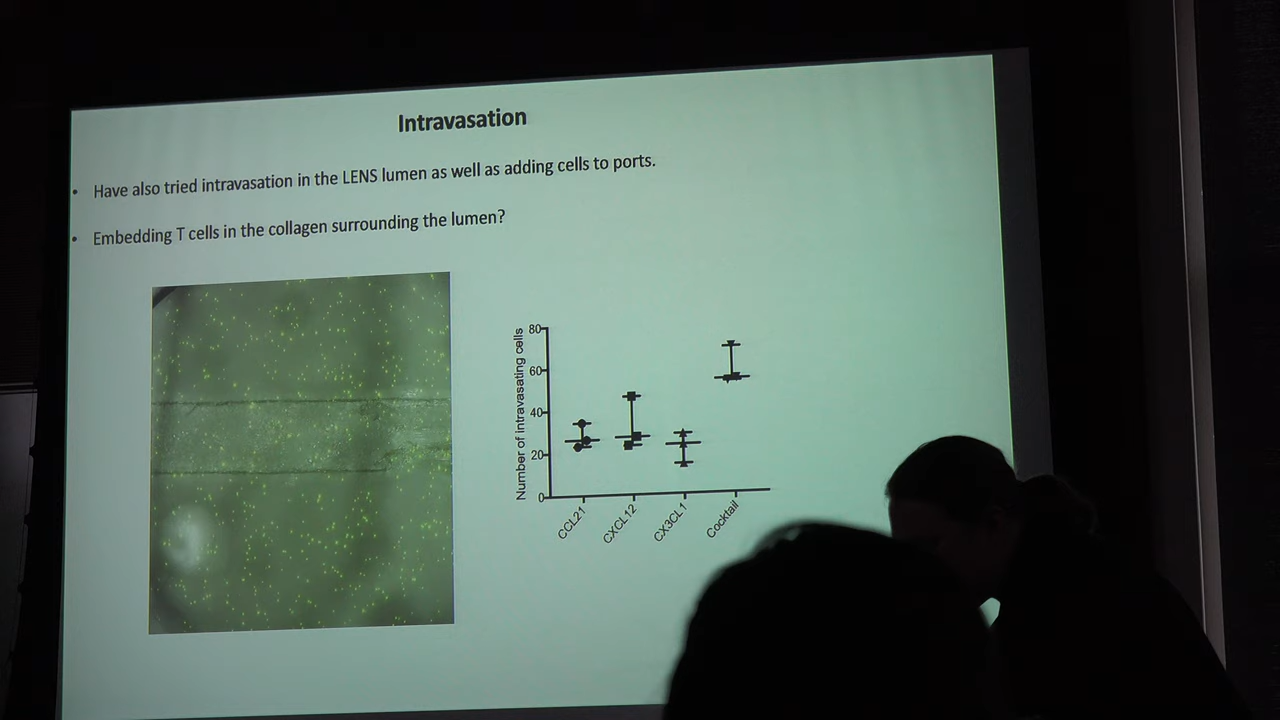 Intravasation
• Have also tried intravasation in the LENS lumen as well as adding cells to ports.
• Embedding T cells in the collagen surrounding the lumen?
Number of intravasating cells
80
60
40
20
0
CCL21
CXCL12
CX3CL1
Cocktail